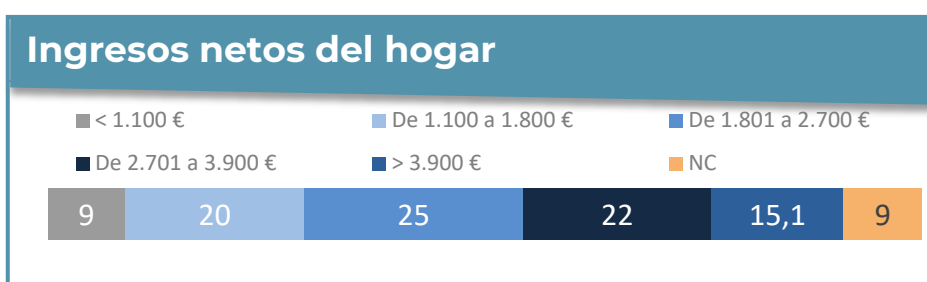 Ingresos netos del hogar
< 1.100 € De 1.100 a 1.800 € De 1.801 a 2.700 €
De 2.701 a 3.900 € > 3.900 € NC
9 20 25 22 15,1 9